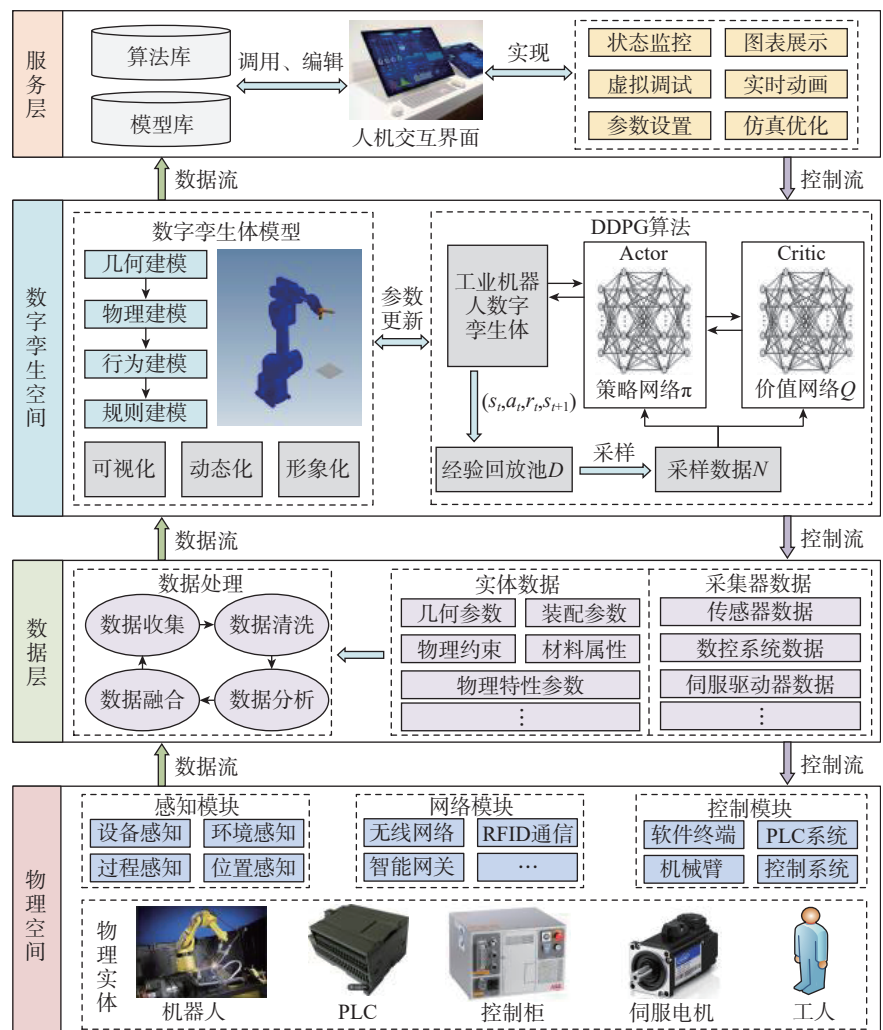 服务层
算法库
模型库
调用、编辑
人机交互界面
实现
状态监控
图表展示
虚拟调试
实时动画
参数设置
仿真优化
数据流
控制流
数字孪生空间
数字孪生体模型
几何建模
物理建模
行为建模
规则建模
可视化
动态化
形象化
参数
更新
DDPG算法
工业机器
人数字
孪生体
Actor
策略网络π
Critic
价值网络Q
(st,at,rt,st+1)
经验回放池D
采样
采样数据N
数据流
控制流
数据层
数据处理
数据收集
数据清洗
数据融合
数据分析
实体数据
几何参数
装配参数
物理约束
材料属性
物理特性参数
⋮
采集器数据
传感器数据
数控系统数据
伺服驱动器数据
⋮
数据流
控制流
物理空间
感知模块
设备感知
环境感知
过程感知
位置感知
网络模块
无线网络
RFID通信
智能网关
…
控制模块
软件终端
PLC系统
机械臂
控制系统
物理实体
机器人
PLC
控制柜
伺服电机
工人